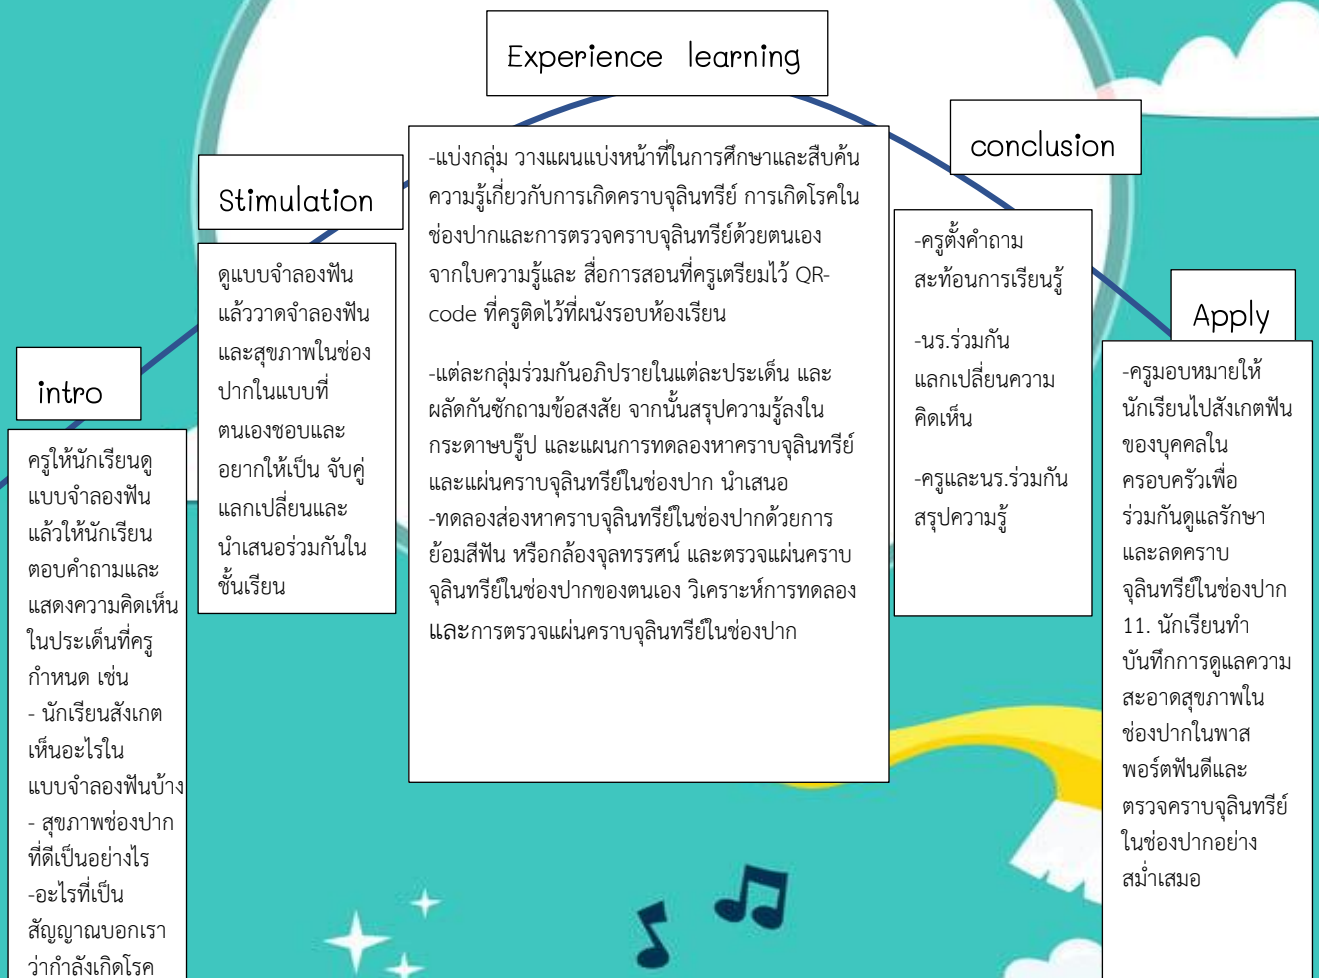 Experience learning
-แบ่งกลุ่ม วางแผนแบ่งหน้าที่ในการศึกษาและสืบค้น
ความรู้เกี่ยวกับการเกิดคราบจุลินทรีย์ การเกิดโรคใน
ช่องปากและการตรวจคราบจุลินทรีย์ด้วยตนเอง
จากใบความรู้และ สื่อการสอนที่ครูเตรียมไว้ QR-
code ที่ครูติดไว้ที่ผนังรอบห้องเรียน
-แต่ละกลุ่มร่วมกันอภิปรายในแต่ละประเด็น และ
ผลัดกันซักถามข้อสงสัย จากนั้นสรุปความรู้ลงใน
กระดาษบรู๊ป และแผนการทดลองหาคราบจุลินทรีย์
และแผ่นคราบจุลินทรีย์ในช่องปาก นำเสนอ
-ทดลองส่องหาคราบจุลินทรีย์ในช่องปากด้วยการ
ย้อมสีฟัน หรือกล้องจุลทรรศน์ และตรวจแผ่นคราบ
จุลินทรีย์ในช่องปากของตนเอง วิเคราะห์การทดลอง
และการตรวจแผ่นคราบจุลินทรีย์ในช่องปาก
conclusion
-ครูตั้งคำถาม
สะท้อนการเรียนรู้
-นร.ร่วมกัน
แลกเปลี่ยนความ
คิดเห็น
-ครูและนร.ร่วมกัน
สรุปความรู้
Stimulation
ดูแบบจำลองฟัน
แล้ววาดจำลองฟัน
และสุขภาพในช่อง
ปากในแบบที่
ตนเองชอบและ
อยากให้เป็น จับคู่
แลกเปลี่ยนและ
นำเสนอร่วมกันใน
ชั้นเรียน
Apply
-ครูมอบหมายให้
นักเรียนไปสังเกตฟัน
ของบุคคลใน
ครอบครัวเพื่อ
ร่วมกันดูแลรักษา
และลดคราบ
จุลินทรีย์ในช่องปาก
11. นักเรียนทำ
บันทึกการดูแลความ
สะอาดสุขภาพใน
ช่องปากในพาส
พอร์ตฟันดีและ
ตรวจคราบจุลินทรีย์
ในช่องปากอย่าง
สม่ำเสมอ
intro
ครูให้นักเรียนดู
แบบจำลองฟัน
แล้วให้นักเรียน
ตอบคำถามและ
แสดงความคิดเห็น
ในประเด็นที่ครู
กำหนด เช่น
- นักเรียนสังเกต
เห็นอะไรใน
แบบจำลองฟันบ้าง
- สุขภาพช่องปาก
ที่ดีเป็นอย่างไร
-อะไรที่เป็น
สัญญาณบอกเรา
ว่ากำลังเกิดโรค